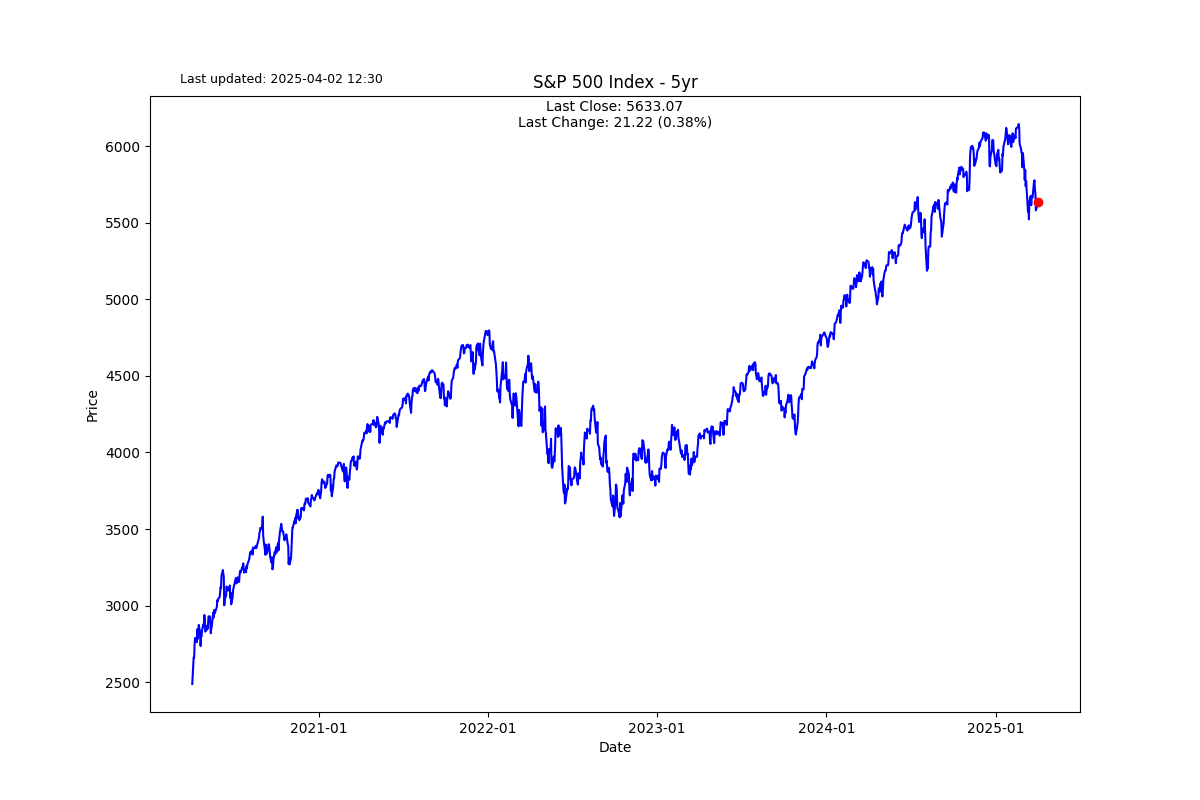 Last updated: 2025-04-02 12:30
S&P 500 Index - 5yr
Last Close: 5633.07
Last Change: 21.22 (0.38%)
Price
6000
5500
5000
4500
4000
3500
3000
2500
2021-01
2022-01
2023-01
2024-01
2025-01
Date